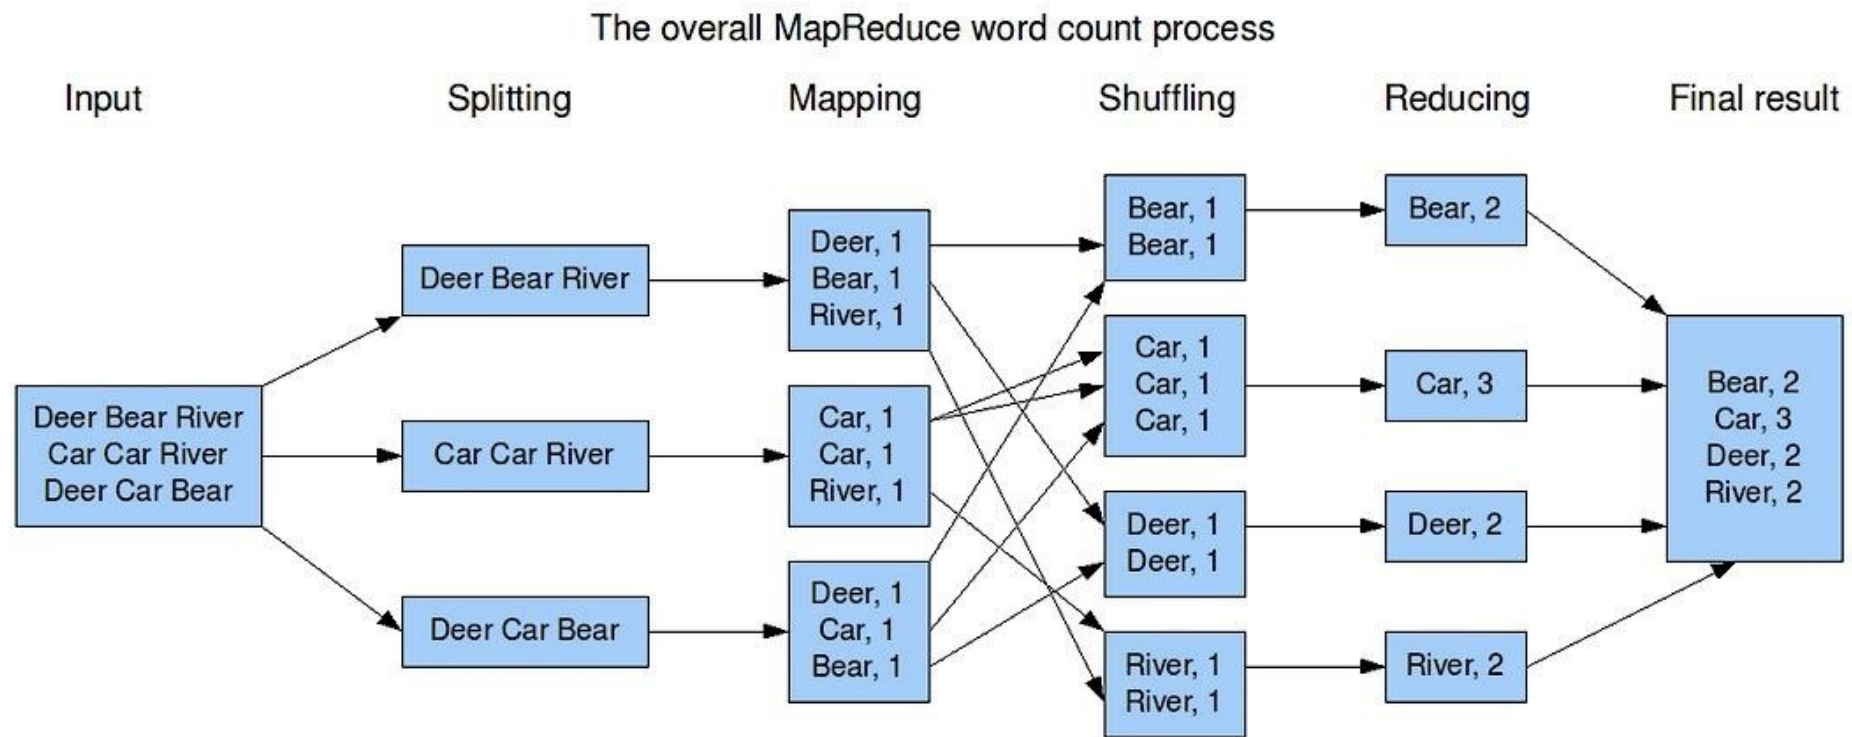 The overall MapReduce word count process
Input
Splitting
Mapping
Shuffling
Reducing
Final result
Deer Bear River
Car Car River
Deer Car Bear
Deer Bear River
Car Car River
Deer Car Bear
Deer, 1
Bear, 1
River, 1
Car, 1
Car, 1
River, 1
Deer, 1
Car, 1
Bear, 1
Bear, 1
Bear, 1
Car, 1
Car, 1
Car, 1
Deer, 1
Deer, 1
River, 1
River, 1
Bear, 2
Car, 3
Deer, 2
River, 2
Bear, 2
Car, 3
Deer, 2
River, 2